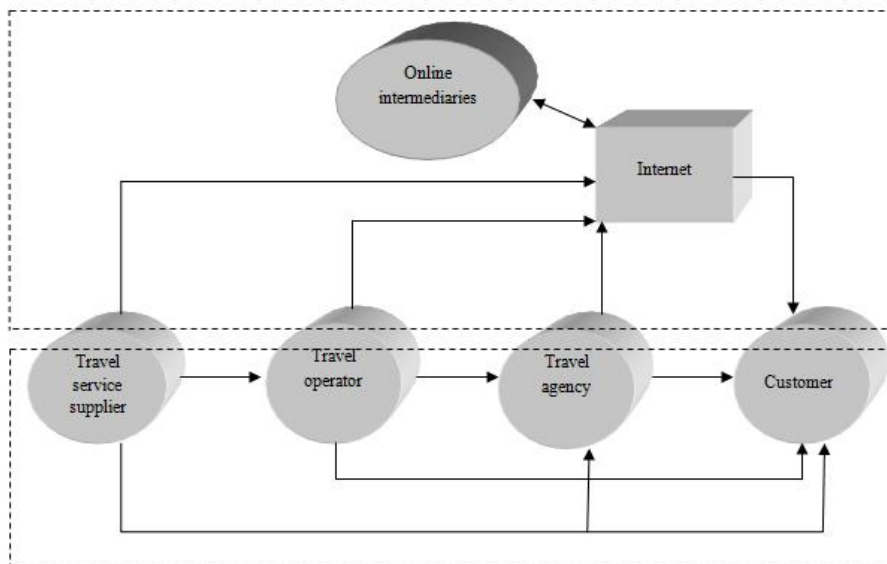 Online
intermediaries
Internet
Travel
service
supplier
Travel
operator
Travel
agency
Customer